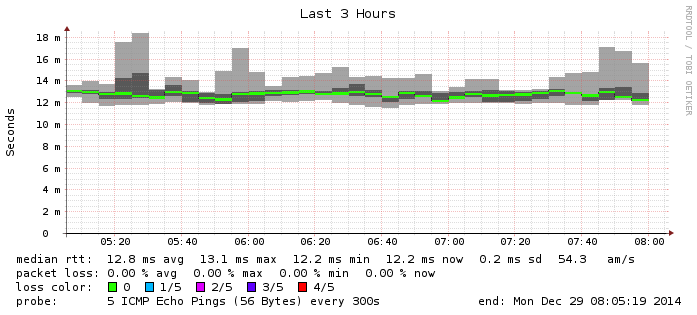 Last 3 Hours
RRDTOOL / TOBI OETIKER
Seconds
18 m
16 m
14 m
12 m
10 m
8 m
6 m
4 m
2 m
0
05:20 05:40 06:00 06:20 06:40 07:00 07:20 07:40 08:00
median rtt: 12.8 ms avg 13.1 ms max 12.2 ms min 12.2 ms now 0.2 ms sd 54.3 am/s
packet loss: 0.00 % avg 0.00 % max 0.00 % min 0.00 % now
loss color: 0 1/5 2/5 3/5 4/5
probe: 5 ICMP Echo Pings (56 Bytes) every 300s end: Mon Dec 29 08:05:19 2014